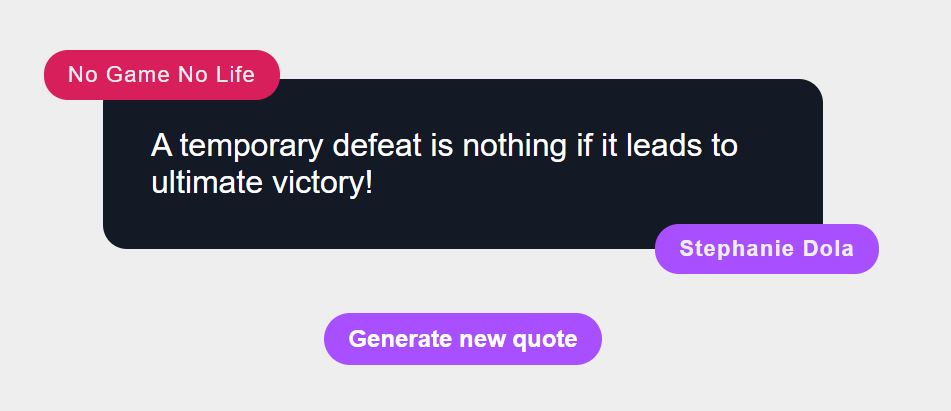 No Game No Life
A temporary defeat is nothing if it leads to
ultimate victory!
Stephanie Dola
Generate new quote